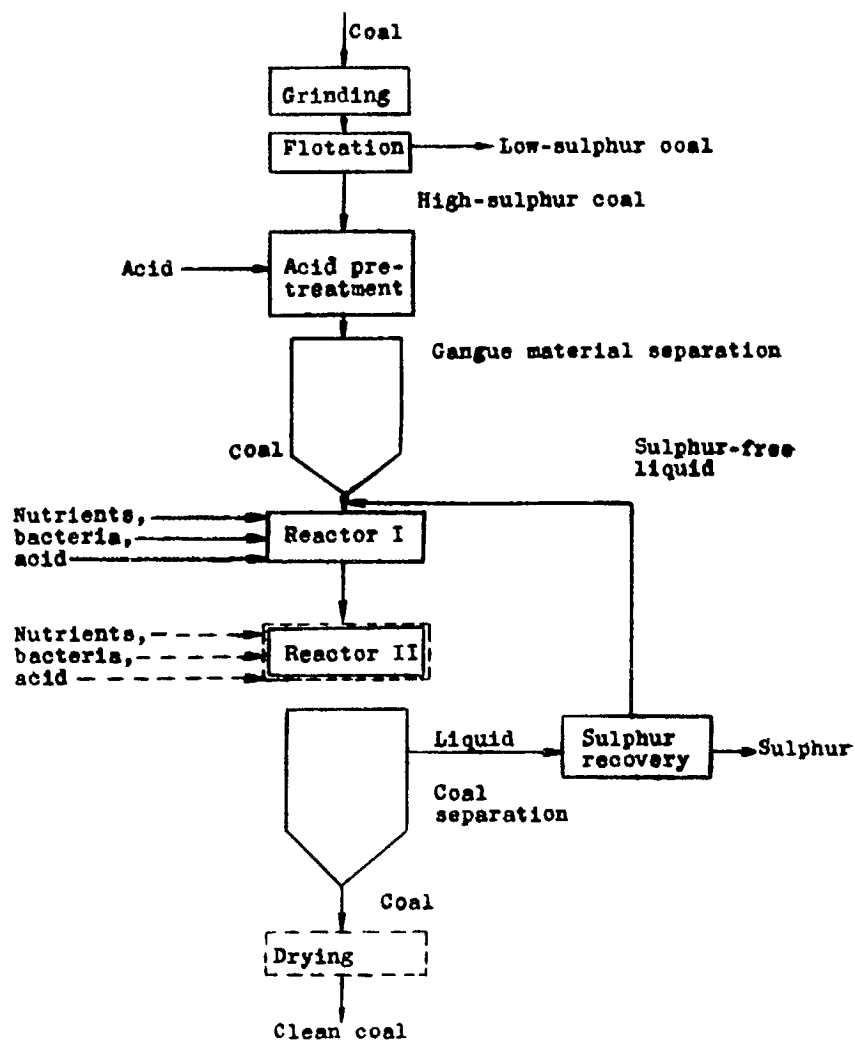 Coal
Grinding
Flotation
Low-sulphur coal
High-sulphur coal
Acid
Acid pre-
treatment
Gangue material separation
coal
Sulphur-free
liquid
Nutrients,
bacteria,
acid
Reactor I
Nutrients,
bacteria,
acid
Reactor II
Liquid
Sulphur
recovery
Sulphur
Coal
separation
Coal
Drying
Clean coal